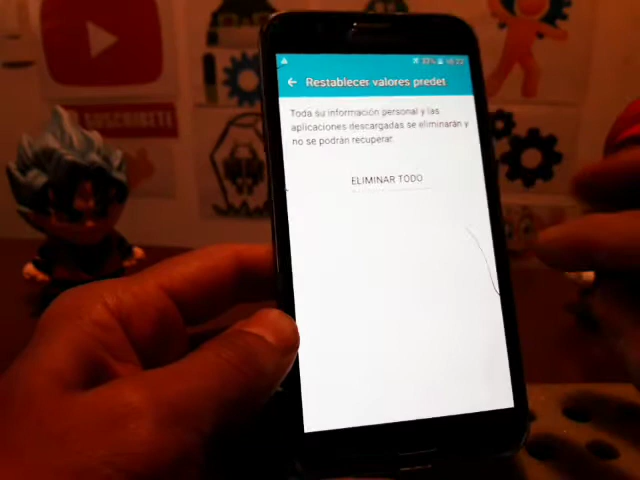 SUSCRIBETE
33%
Restablecer valores predet
Toda su información personal y las
aplicaciones descargadas se eliminarán y
no se podrán recuperar.
ELIMINAR TODO